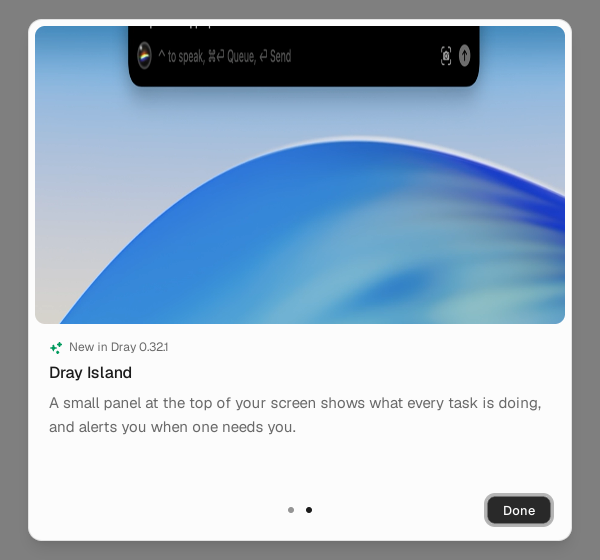 ^ to speak, ⌘⏎ Queue, ⏎ Send
New in Dray 0.32.1
Dray Island
A small panel at the top of your screen shows what every task is doing,
and alerts you when one needs you.
Done